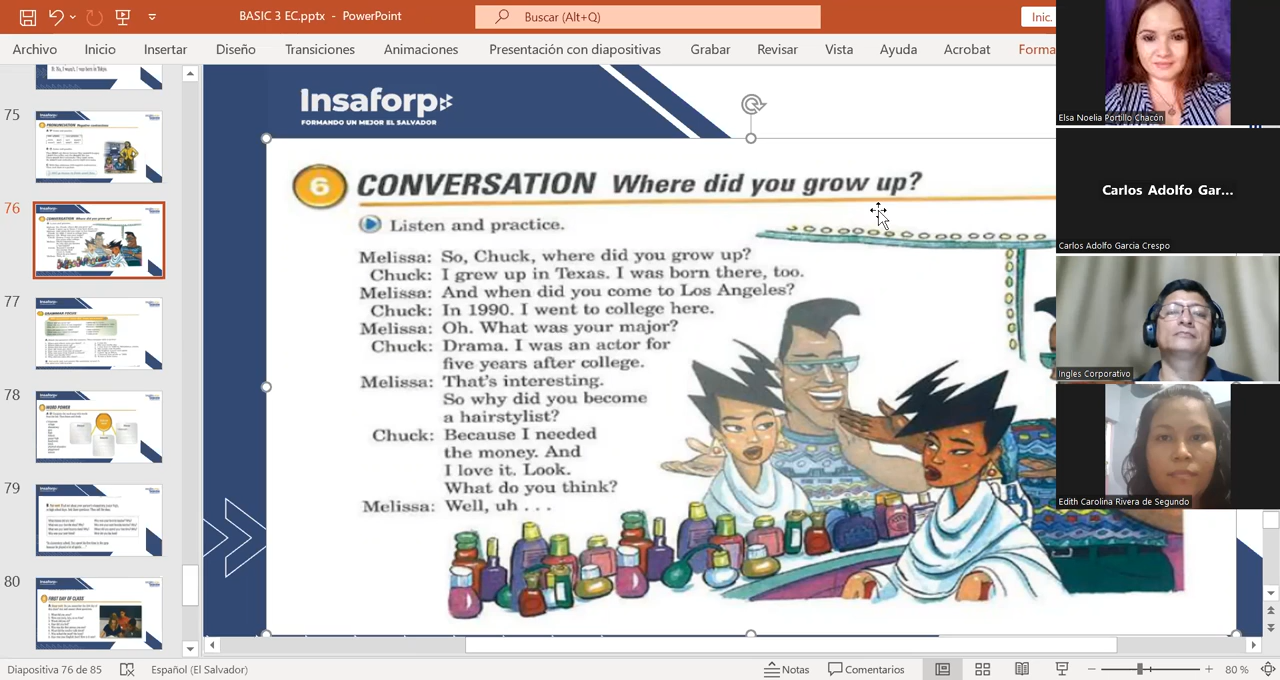 BASIC 3 EC.pptx - PowerPoint
Buscar (Alt+Q)
Inic.
Archivo Inicio Insertar Diseño Transiciones Animaciones Presentación con diapositivas Grabar Revisar Vista Ayuda Acrobat Forma
75
76
77
78
79
80
Insaforp
FORMANDO UN MEJOR EL SALVADOR
6 CONVERSATION Where did you grow up?
Listen and practice.
Melissa: So, Chuck, where did you grow up?
Chuck: I grew up in Texas. I was born there, too.
Melissa: And when did you come to Los Angeles?
Chuck: In 1990. I went to college here.
Melissa: Oh. What was your major?
Chuck: Drama. I was an actor for
five years after college.
Melissa: That's interesting.
So why did you become
a hairstylist?
Chuck: Because I needed
the money. And
I love it. Look.
What do you think?
Melissa: Well, uh . . .
Elsa Noelia Portillo Chacón
Carlos Adolfo Gar...
Carlos Adolfo Garcia Crespo
Ingles Corporativo
Edith Carolina Rivera de Segundo
Diapositiva 76 de 85
Español (El Salvador)
Notas
Comentarios
80 %